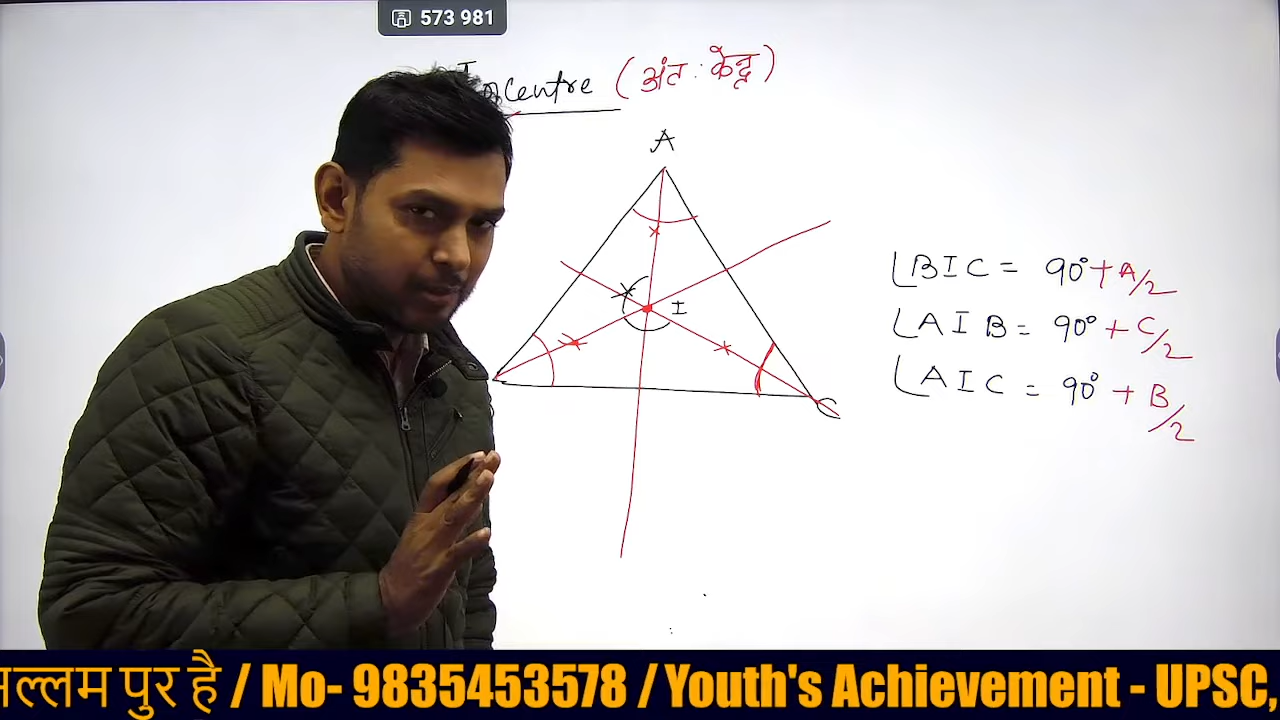 573 981
Incentre (अंत: केन्द्र)
A
I
C
∠BIC = 90° + A/2
∠AIB = 90° + C/2
∠AIC = 90° + B/2
ल्लम पुर है / Mo- 9835453578 / Youth's Achievement - UPSC,